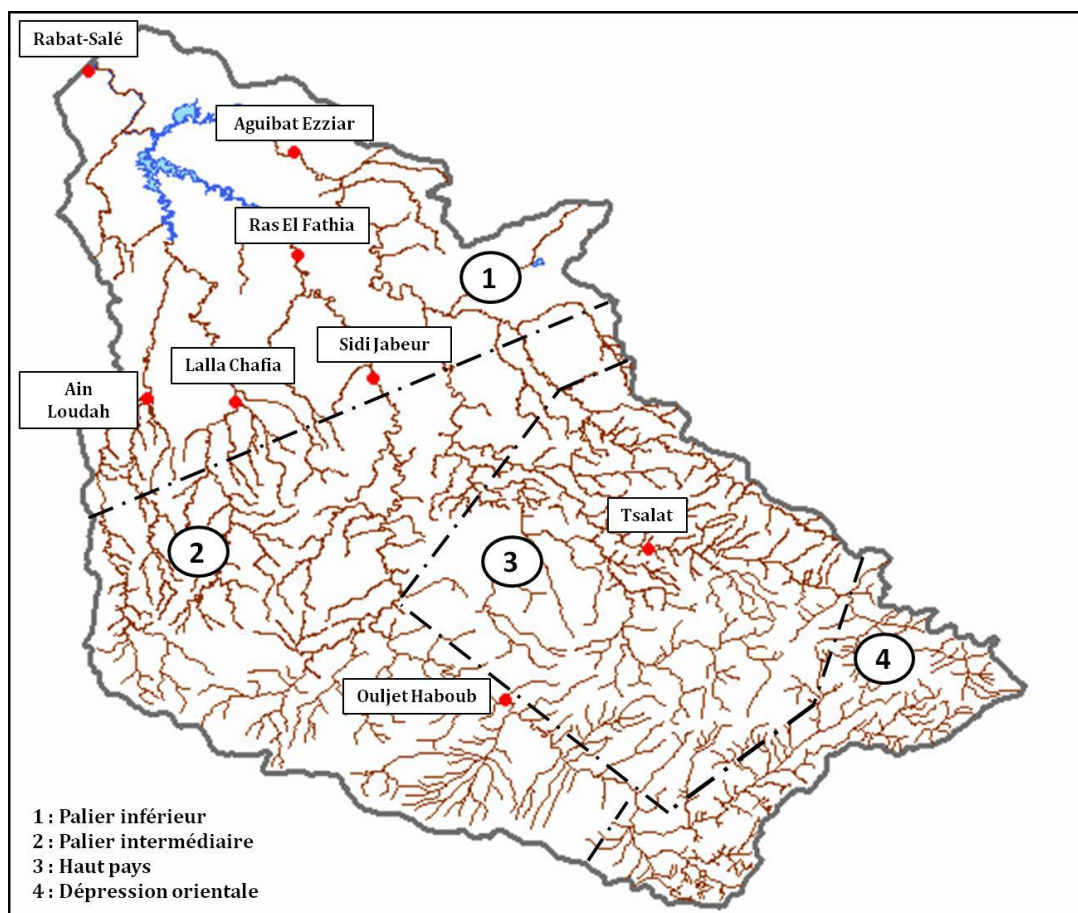 Rabat-Salé
Aguibat Ezziar
Ras El Fathia
1
Sidi Jabeur
Lalla Chafia
Ain
Loudah
Tsalat
2
3
4
Ouljet Haboub
1 : Palier inférieur
2 : Palier intermédiaire
3 : Haut pays
4 : Dépression orientale